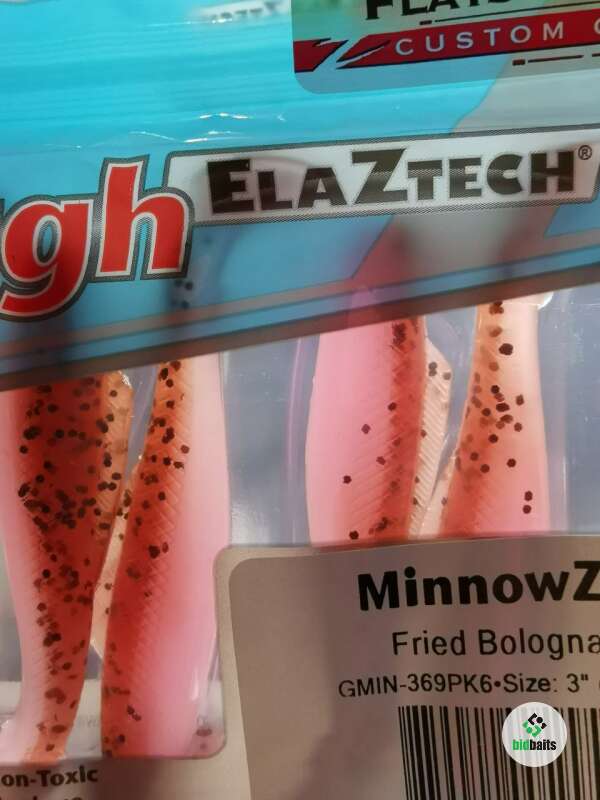 CUSTOM
gh ELAZTECH®
MinnowZ
Fried Bologna
GMIN-369PK6•Size: 3"
on-Toxic
bidbaits